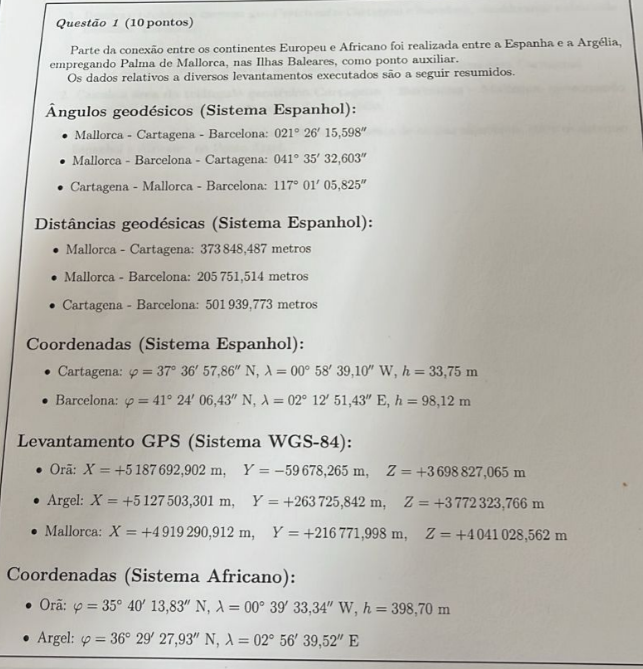 Questão 1 (10 pontos)
Parte da conexão entre os continentes Europeu e Africano foi realizada entre a Espanha e a Argélia,
empregando Palma de Mallorca, nas Ilhas Baleares, como ponto auxiliar.
Os dados relativos a diversos levantamentos executados são a seguir resumidos.
Ângulos geodésicos (Sistema Espanhol):
• Mallorca - Cartagena - Barcelona: 021° 26′ 15,598″
• Mallorca - Barcelona - Cartagena: 041° 35′ 32,603″
• Cartagena - Mallorca - Barcelona: 117° 01′ 05,825″
Distâncias geodésicas (Sistema Espanhol):
• Mallorca - Cartagena: 373 848,487 metros
• Mallorca - Barcelona: 205 751,514 metros
• Cartagena - Barcelona: 501 939,773 metros
Coordenadas (Sistema Espanhol):
• Cartagena: φ = 37° 36′ 57,86″ N, λ = 00° 58′ 39,10″ W, h = 33,75 m
• Barcelona: φ = 41° 24′ 06,43″ N, λ = 02° 12′ 51,43″ E, h = 98,12 m
Levantamento GPS (Sistema WGS-84):
• Orã: X = +5 187 692,902 m, Y = −59 678,265 m, Z = +3 698 827,065 m
• Argel: X = +5 127 503,301 m, Y = +263 725,842 m, Z = +3 772 323,766 m
• Mallorca: X = +4 919 290,912 m, Y = +216 771,998 m, Z = +4 041 028,562 m
Coordenadas (Sistema Africano):
• Orã: φ = 35° 40′ 13,83″ N, λ = 00° 39′ 33,34″ W, h = 398,70 m
• Argel: φ = 36° 29′ 27,93″ N, λ = 02° 56′ 39,52″ E